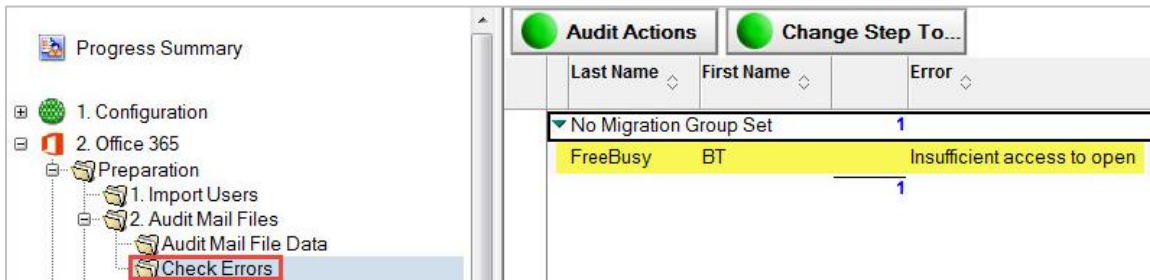 Progress Summary
1. Configuration
2. Office 365
Preparation
1. Import Users
2. Audit Mail Files
Audit Mail File Data
Check Errors
Audit Actions Change Step To...
Last Name First Name Error
No Migration Group Set 1
FreeBusy BT Insufficient access to open
1